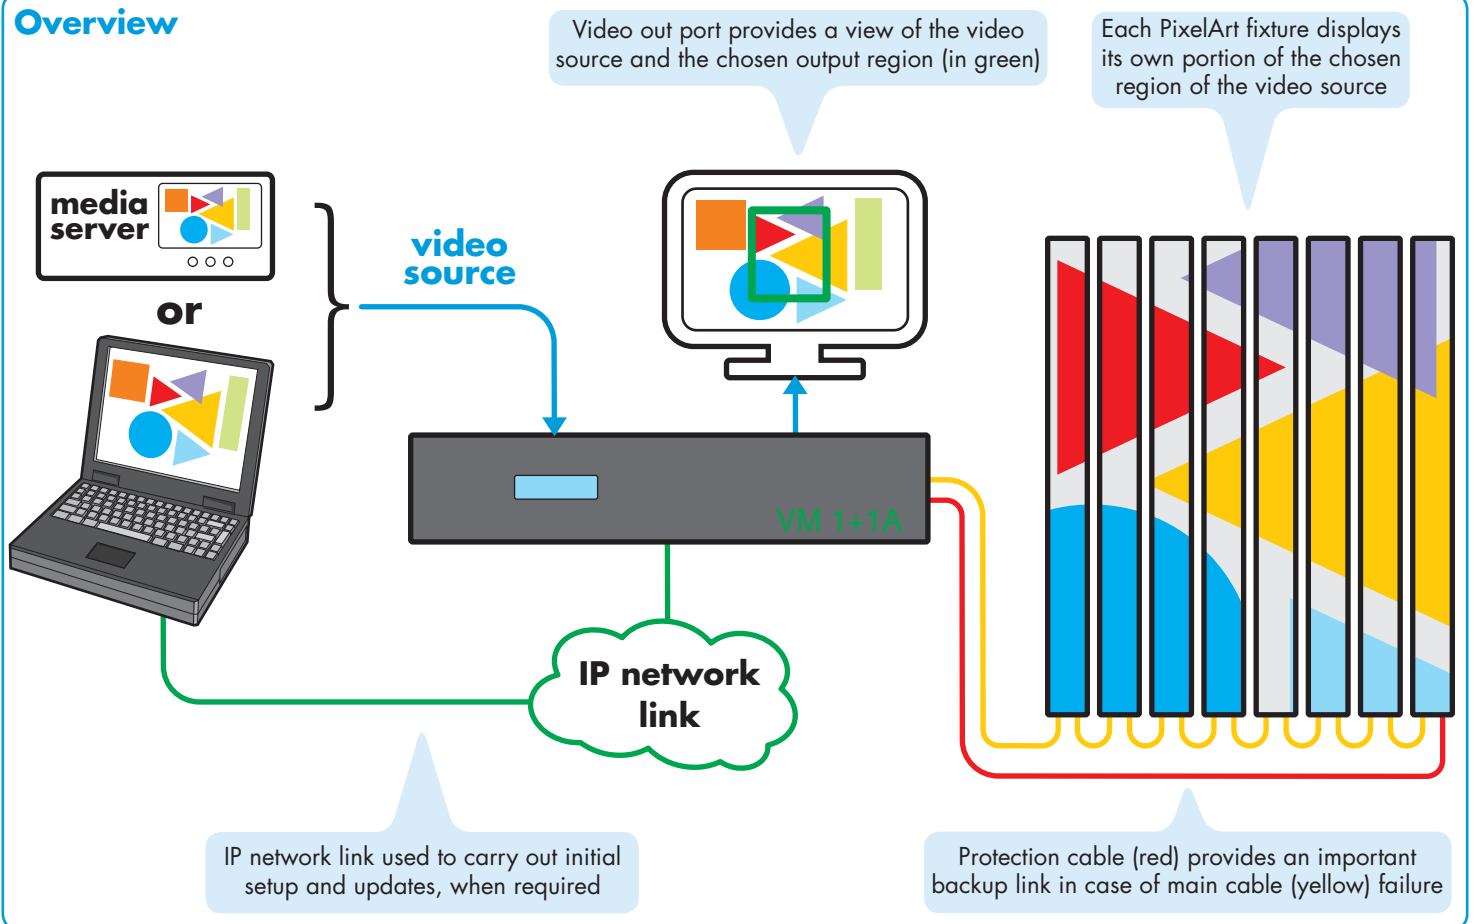 Overview
Video out port provides a view of the video
source and the chosen output region (in green)
Each PixelArt fixture displays
its own portion of the chosen
region of the video source
media
server
or
video
source
VM 1+1A
IP network
link
IP network link used to carry out initial
setup and updates, when required
Protection cable (red) provides an important
backup link in case of main cable (yellow) failure